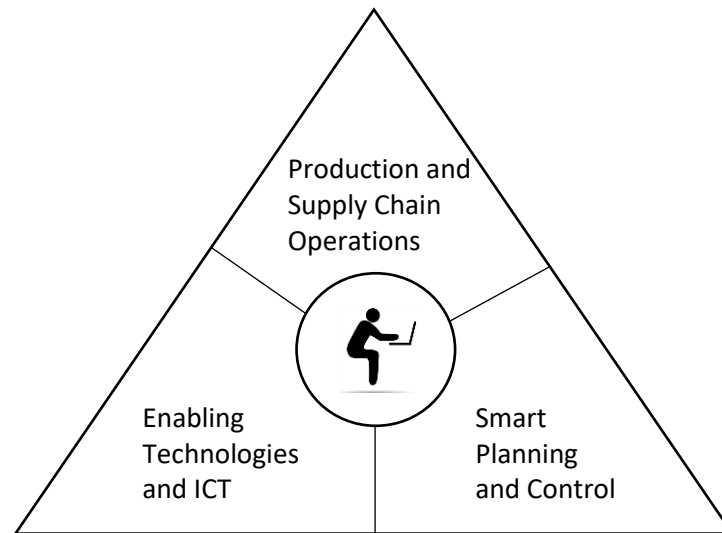 Production and
Supply Chain
Operations
Enabling
Technologies
and ICT
Smart
Planning
and Control